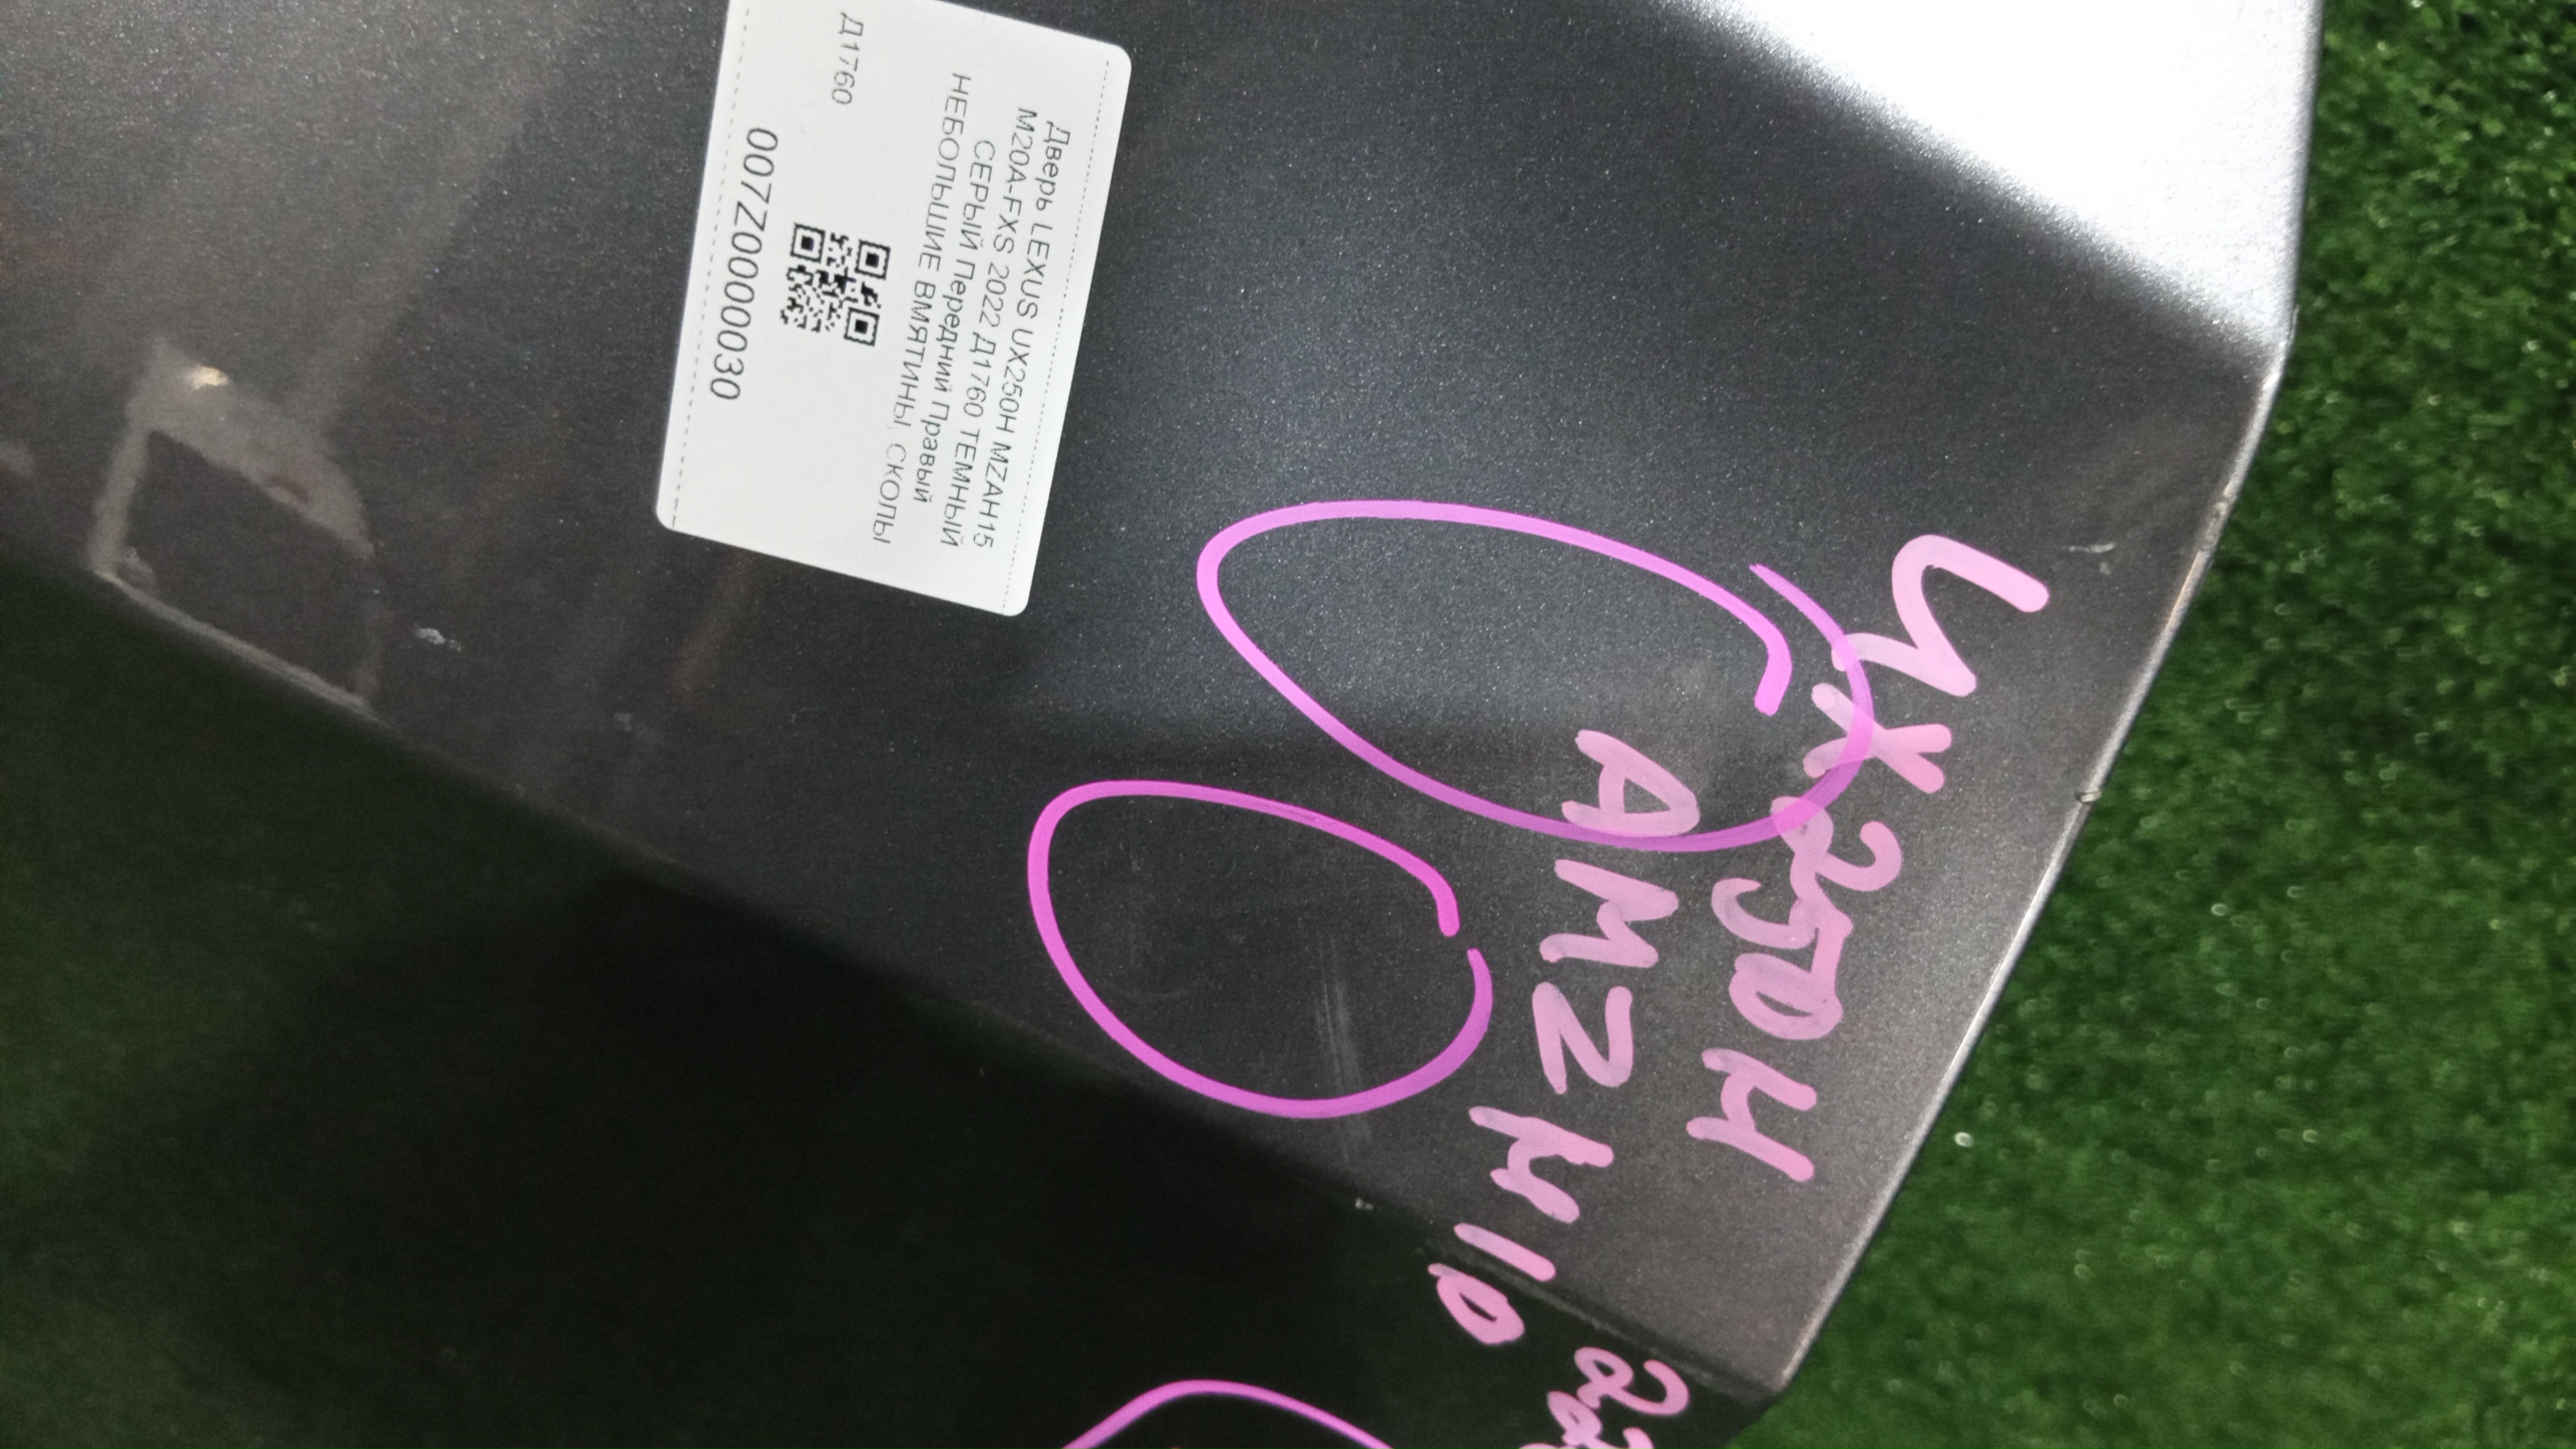 Дверь LEXUS UX250H MZAH15
M20A-FXS 2022 Д1760 ТЕМНЫЙ
СЕРЫЙ Передний Правый
НЕБОЛЬШИЕ ВМЯТИНЫ, СКОЛЫ
Д1760
007Z0000030
UX250H
AMZH10